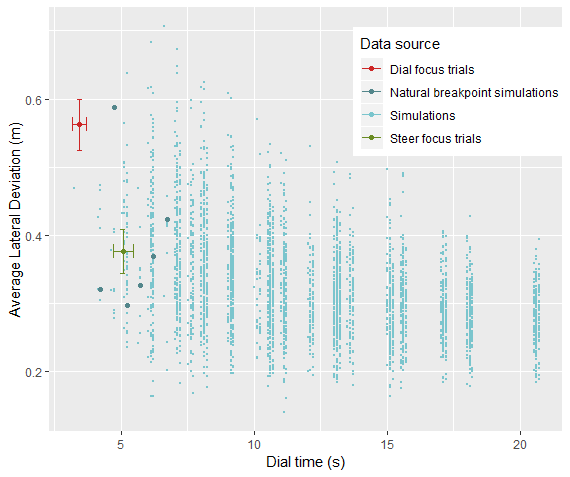 Data source
Dial focus trials
Natural breakpoint simulations
Simulations
Steer focus trials
0.6
0.4
0.2
Average Lateral Deviation (m)
5 10 15 20
Dial time (s)